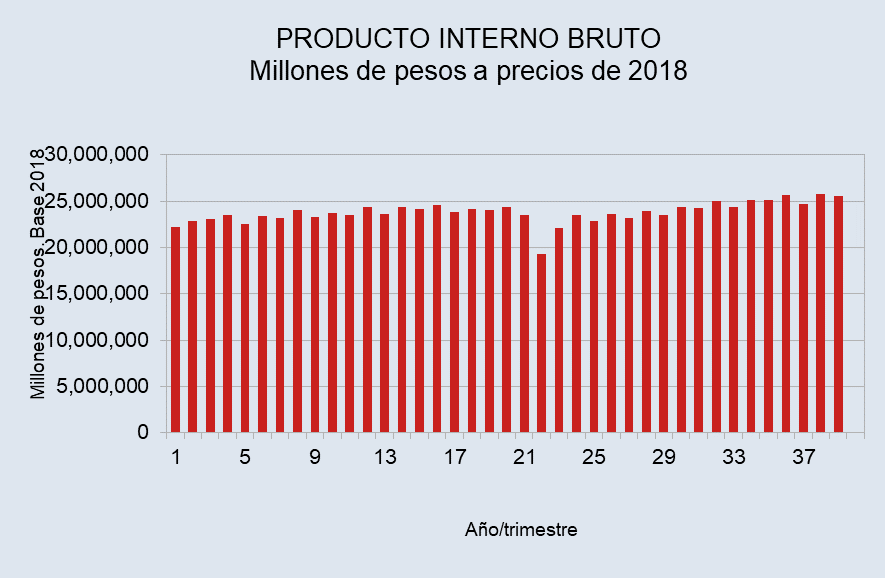 PRODUCTO INTERNO BRUTO
Millones de pesos a precios de 2018
Millones de pesos. Base 2018
30,000,000
25,000,000
20,000,000
15,000,000
10,000,000
5,000,000
0
1 5 9 13 17 21 25 29 33 37
Año/trimestre